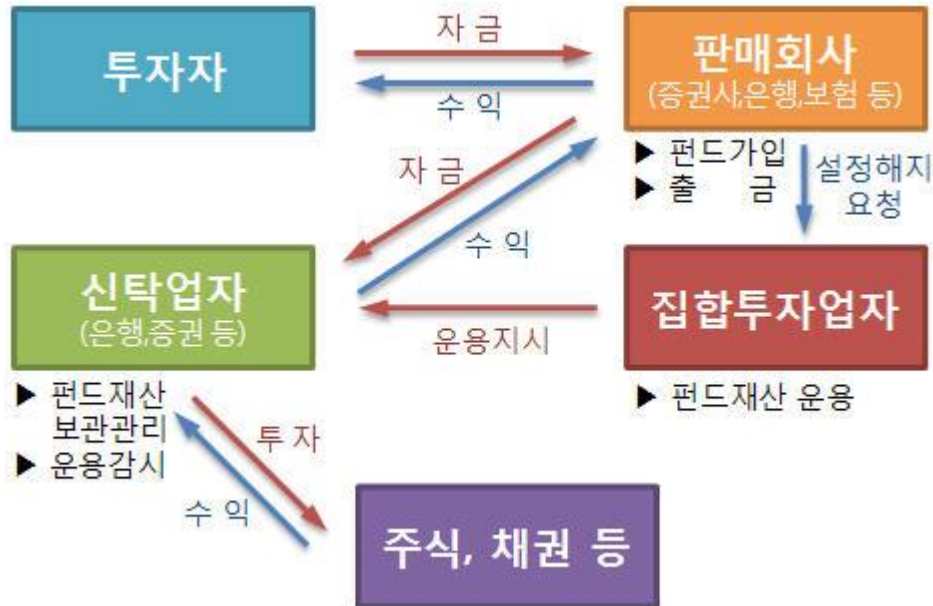 투자자
자 금
수 익
판매회사
(증권사,은행,보험 등)
▶ 펀드가입
▶ 출 금
설정해지
요청
자 금
수 익
신탁업자
(은행,증권 등)
▶ 펀드재산
보관관리
▶ 운용감시
운용지시
집합투자업자
▶ 펀드재산 운용
투 자
수 익
주식, 채권 등